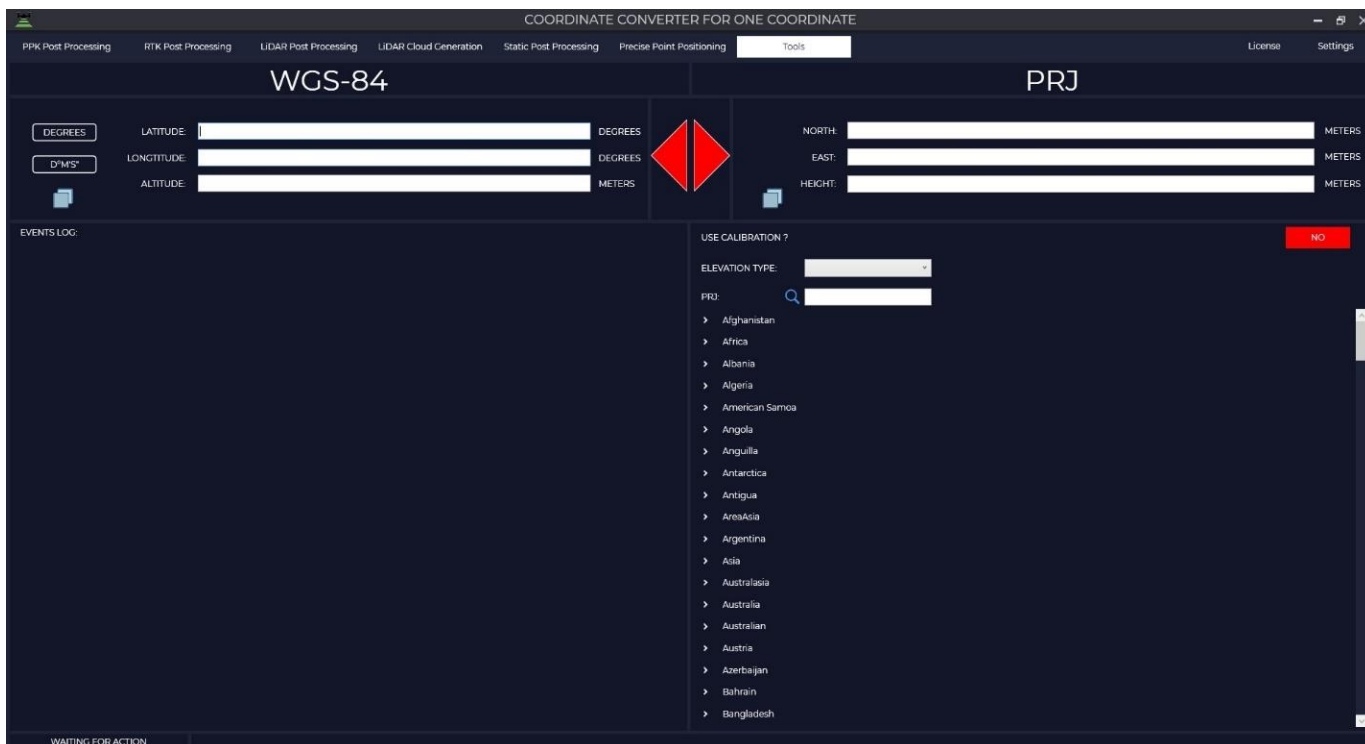 COORDINATE CONVERTER FOR ONE COORDINATE
PPK Post Processing RTK Post Processing LiDAR Post Processing LiDAR Cloud Generation Static Post Processing Precise Point Positioning Tools License Settings
WGS-84 PRJ
DEGREES LATITUDE: DEGREES NORTH: METERS
D°M'S" LONGTITUDE: DEGREES EAST: METERS
ALTITUDE: METERS HEIGHT: METERS
EVENTS LOG:
USE CALIBRATION ? NO
ELEVATION TYPE:
PRJ:
Afghanistan
Africa
Albania
Algeria
American Samoa
Angola
Anguilla
Antarctica
Antigua
AreaAsia
Argentina
Asia
Australasia
Australia
Australian
Austria
Azerbaijan
Bahrain
Bangladesh
WAITING FOR ACTION